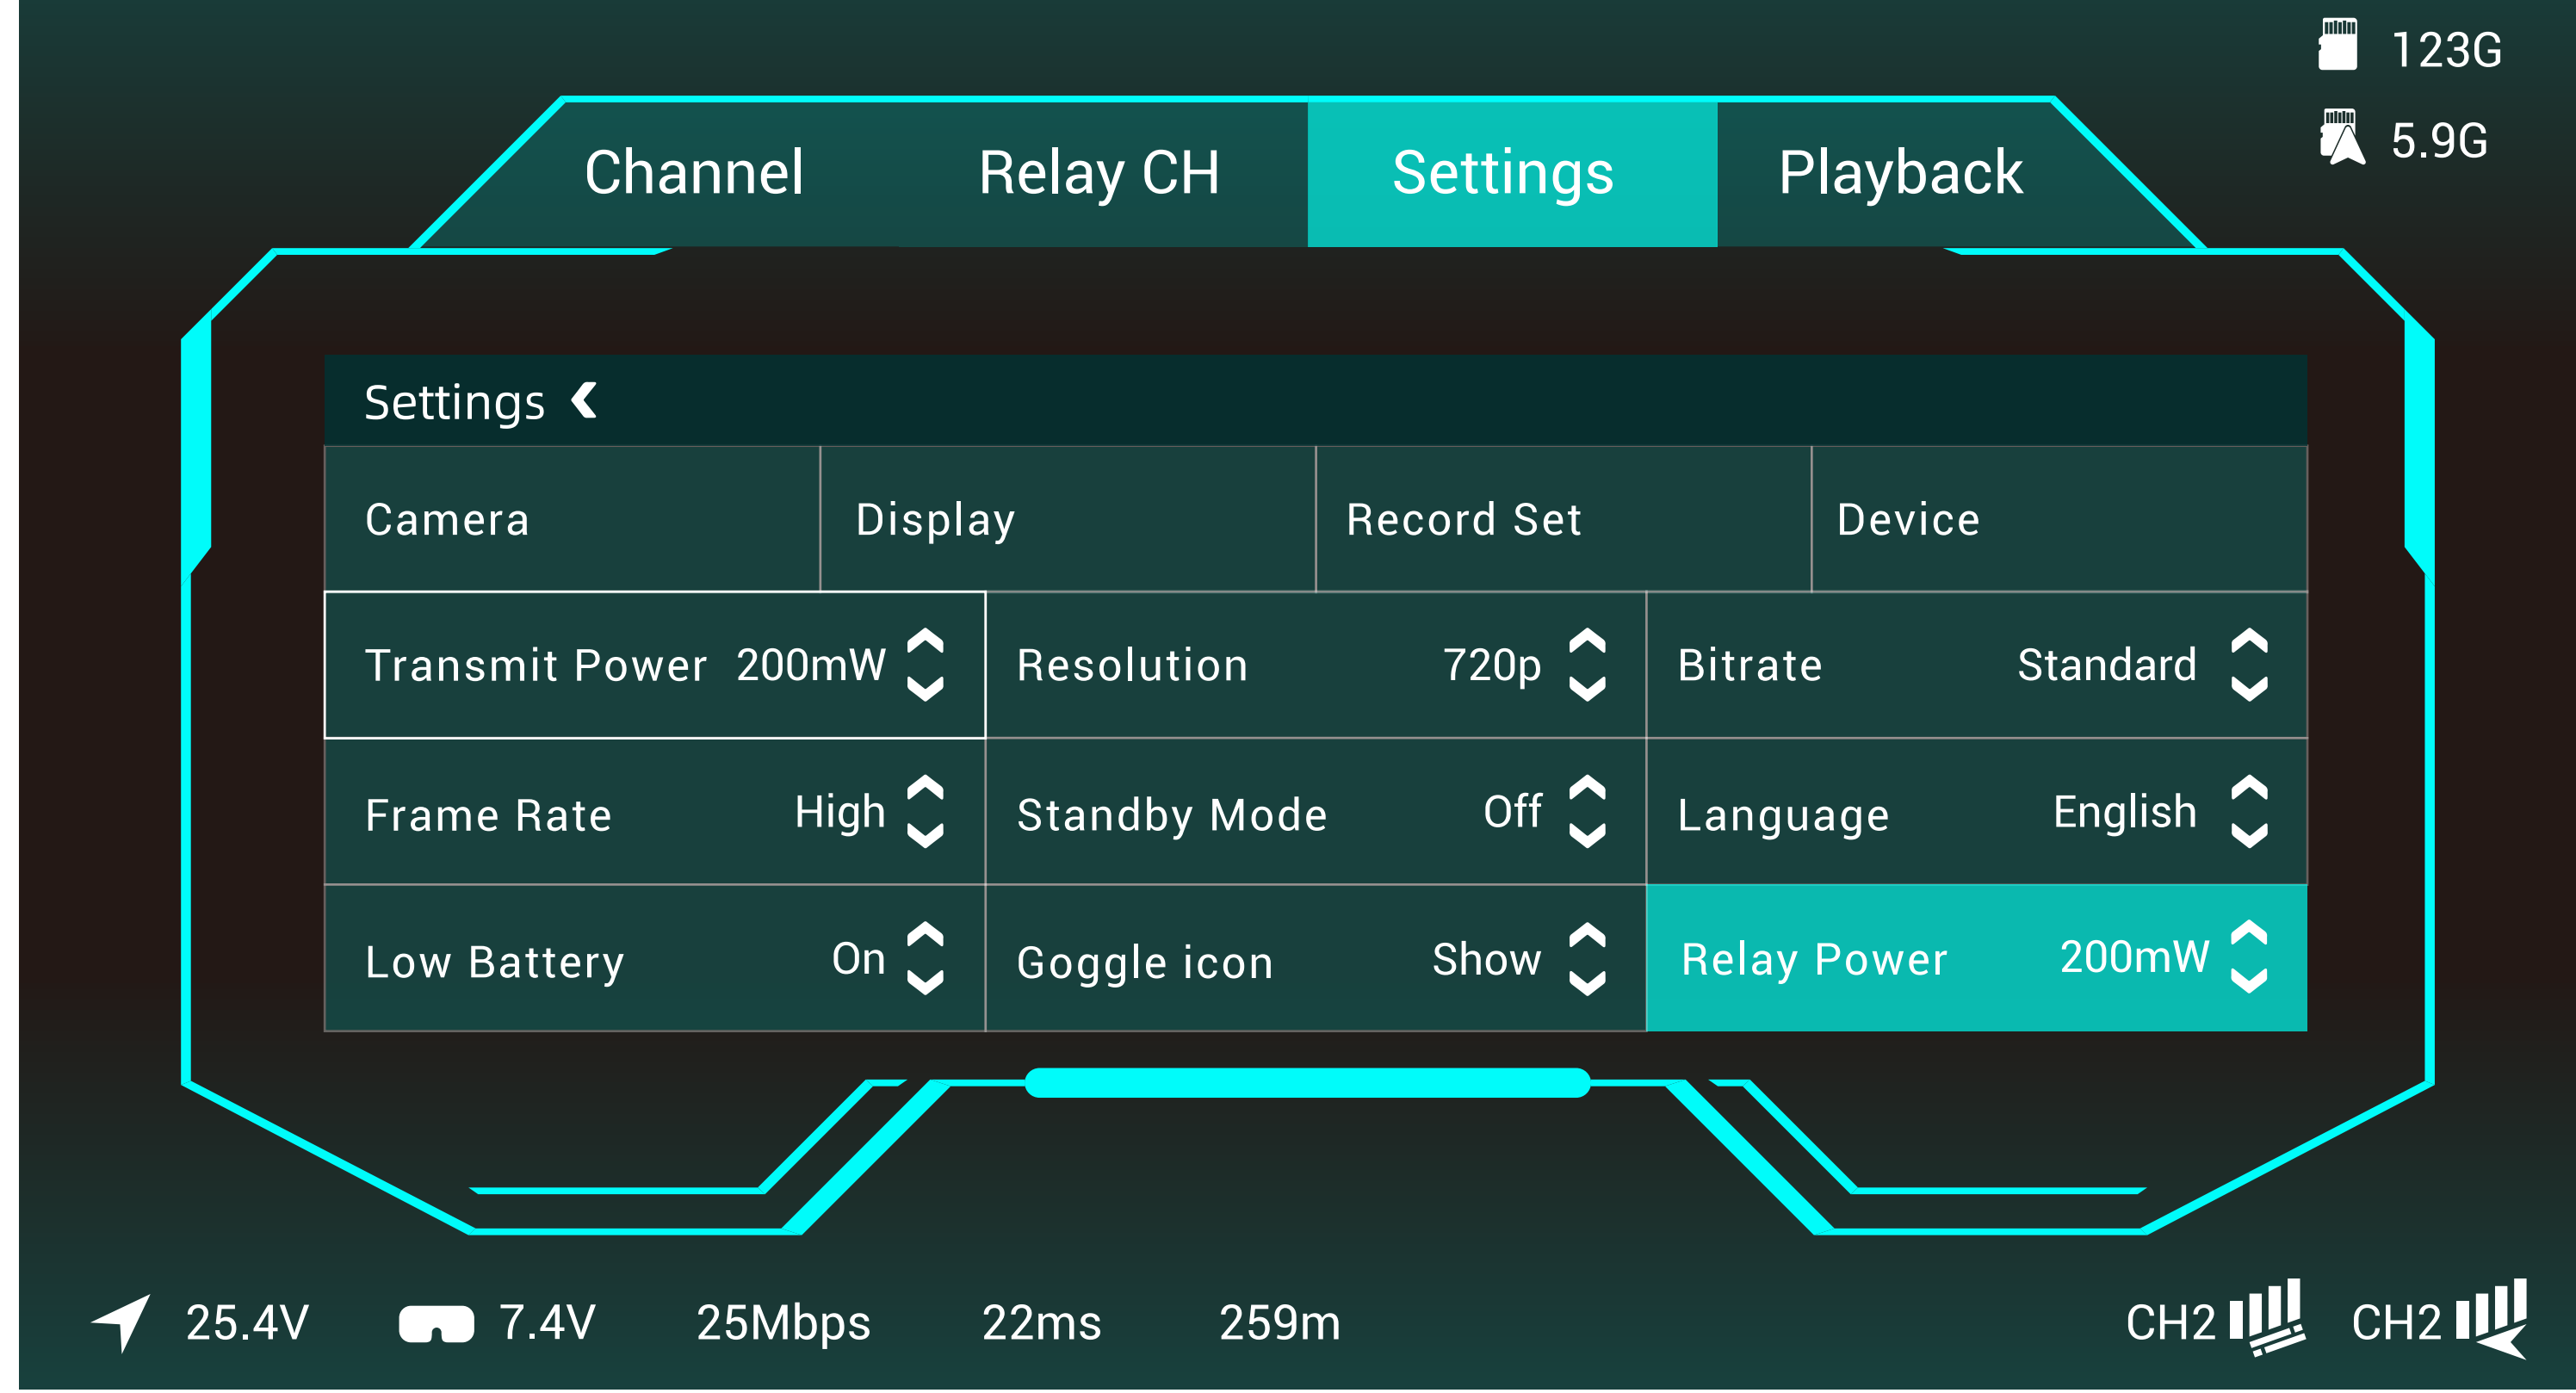 123G
5.9G
Channel Relay CH Settings Playback
Settings
Camera Display Record Set Device
Transmit Power 200mW Resolution 720p Bitrate Standard
Frame Rate High Standby Mode Off Language English
Low Battery On Goggle icon Show Relay Power 200mW
25.4V 7.4V 25Mbps 22ms 259m CH2 CH2